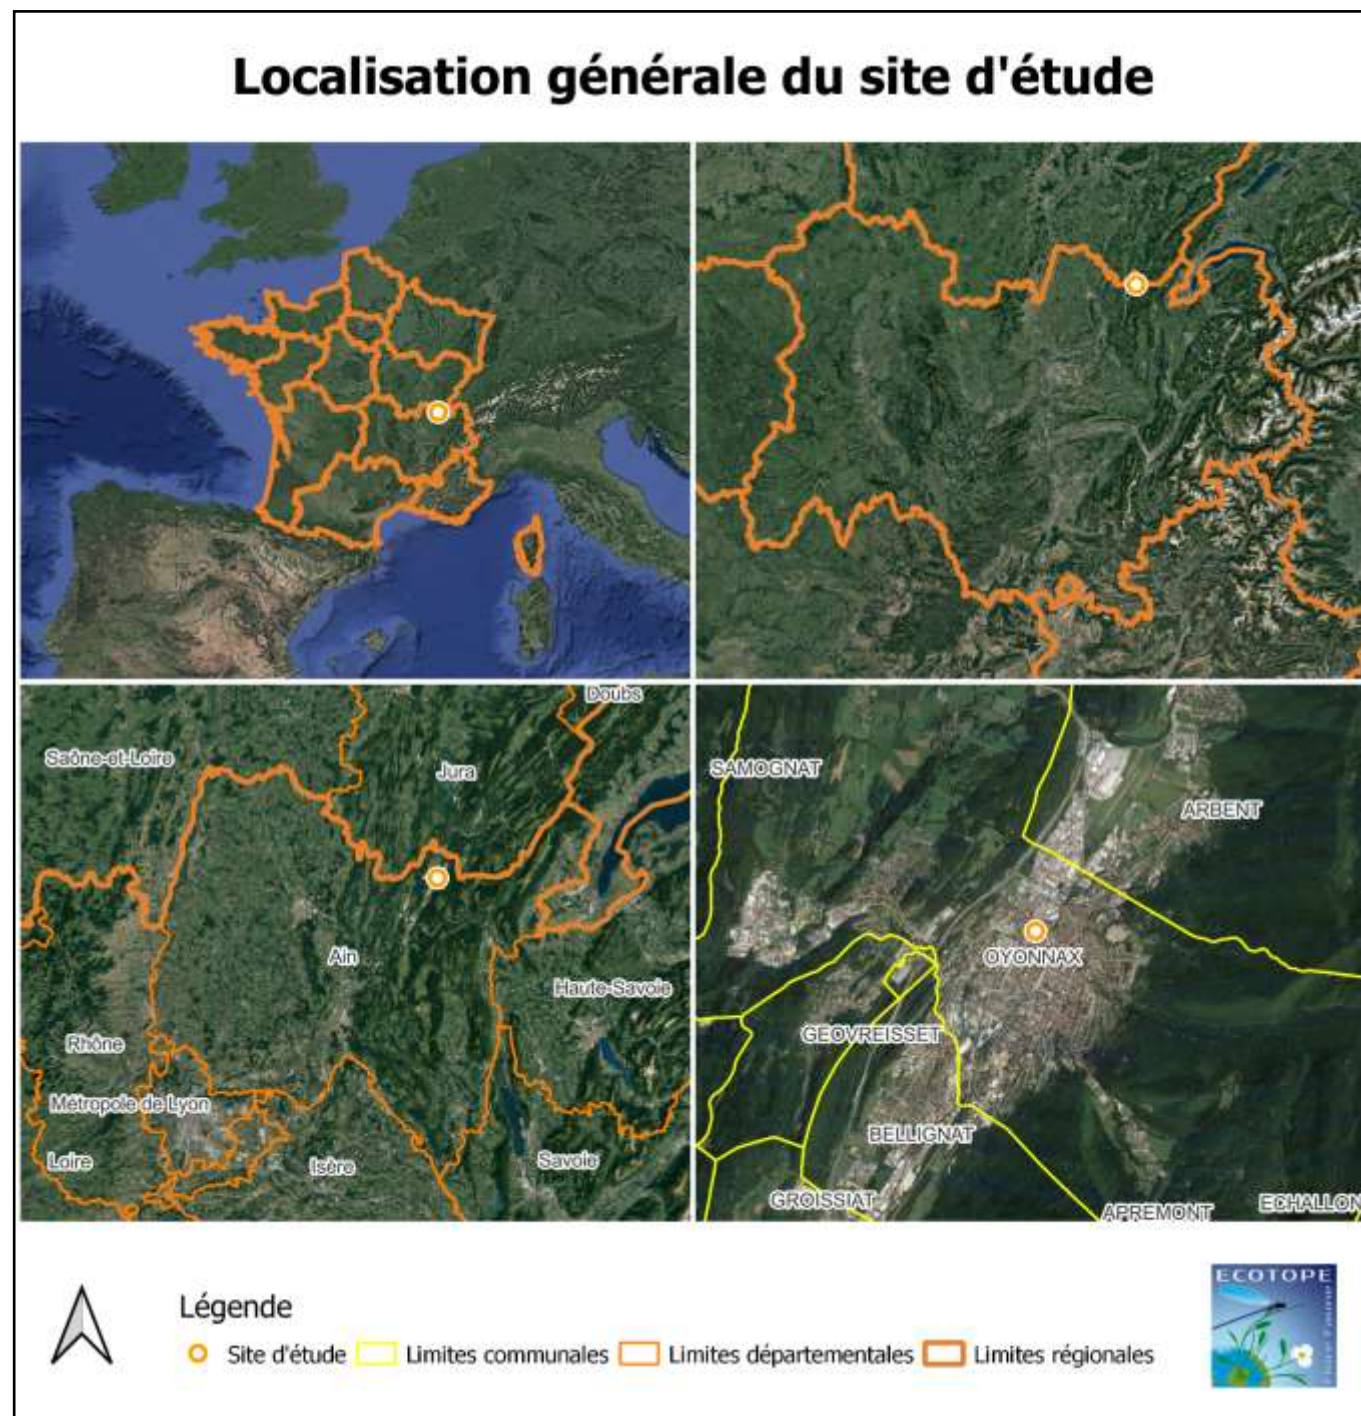 Localisation générale du site d'étude
Doubs
Saône-et-Loire
Jura
Ain
Haute-Savoie
Rhône
Métropole de Lyon
Loire
Isère
Savoie
SAMOGNAT
ARBENT
OYONNAX
GEOVREISSET
BELLIGNAT
GROISSIAT
APREMONT
ECHALLON
Légende
Site d'étude
Limites communales
Limites départementales
Limites régionales
ECOTOPE